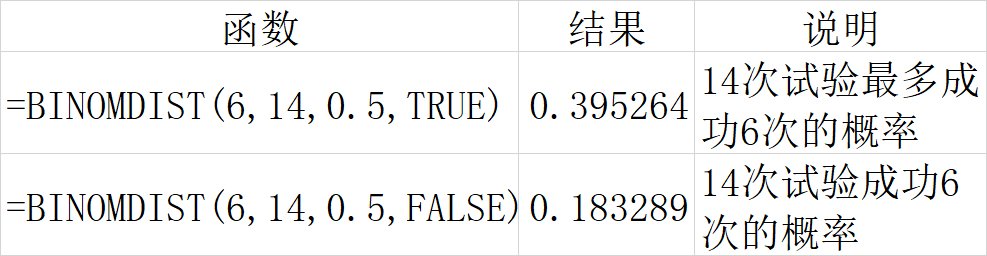 函数 结果 说明
=BINOMDIST(6,14,0.5,TRUE) 0.395264 14次试验最多成
功6次的概率
=BINOMDIST(6,14,0.5,FALSE) 0.183289 14次试验成功6
次的概率